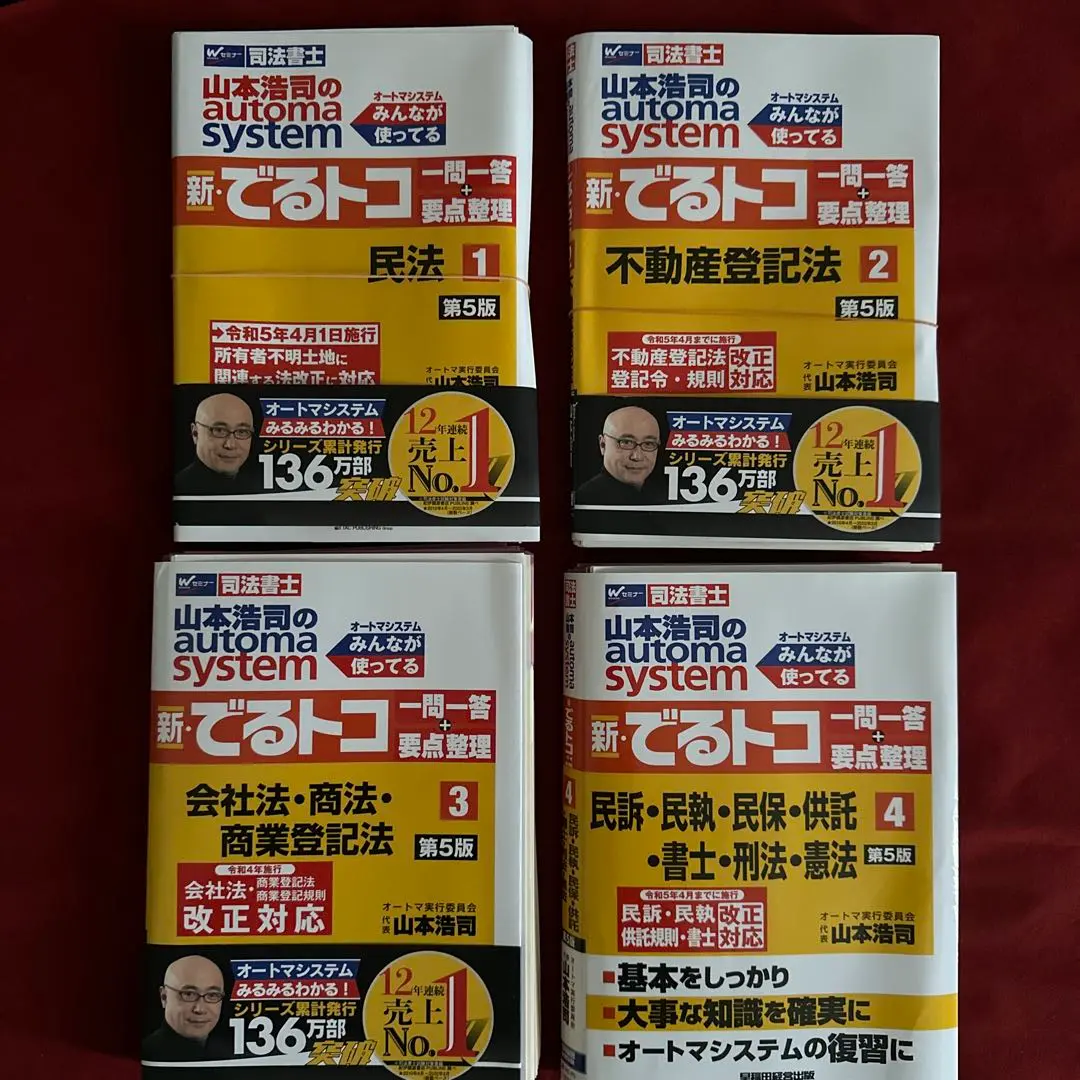 Wセミナー 司法書士
山本浩司の
automa
system
オートマシステム
みんなが
使ってる
新・でるトコ
一問一答
+
要点整理
民法 1
第5版
→令和5年4月1日施行
所有者不明土地に
関連する法改正に対応
オートマ実行委員会
代表 山本浩司
オートマシステム
みるみるわかる!
シリーズ累計発行
136万部
突破
12年連続
売上
No.1
TAC PUBLISHING Group
Wセミナー 司法書士
山本浩司の
automa
system
オートマシステム
みんなが
使ってる
新・でるトコ
一問一答
+
要点整理
不動産登記法 2
第5版
令和5年4月までに施行
不動産登記法
登記令・規則
改正
対応
オートマ実行委員会
代表 山本浩司
オートマシステム
みるみるわかる!
シリーズ累計発行
136万部
突破
12年連続
売上
No.1
Wセミナー 司法書士
山本浩司の
automa
system
オートマシステム
みんなが
使ってる
新・でるトコ
一問一答
+
要点整理
会社法・商法・
商業登記法
3
第5版
令和4年施行
会社法・商業登記法
商業登記規則
改正対応
オートマ実行委員会
代表 山本浩司
オートマシステム
みるみるわかる!
シリーズ累計発行
136万部
突破
12年連続
売上
No.1
Wセミナー 司法書士
山本浩司の
automa
system
オートマシステム
みんなが
使ってる
新・でるトコ
一問一答
+
要点整理
民訴・民執・民保・供託
・書士・刑法・憲法
4
第5版
令和5年4月までに施行
民訴・民執
供託規則・書士
改正
対応
オートマ実行委員会
代表 山本浩司
■基本をしっかり
■大事な知識を確実に
■オートマシステムの復習に
早稲田経営出版